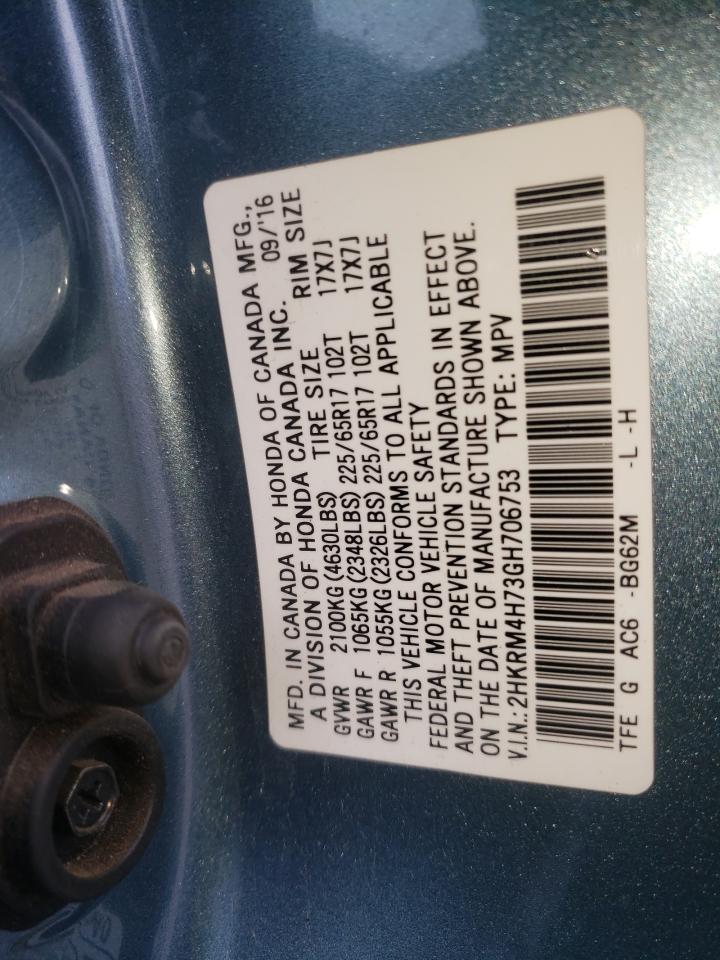 MFD. IN CANADA BY HONDA OF CANADA MFG.,
A DIVISION OF HONDA CANADA INC. 09/'16
GVWR 2100KG(4630LBS) TIRE SIZE RIM SIZE
GAWR F 1065KG(2348LBS) 225/65R17 102T 17X7J
GAWR R 1055KG(2326LBS) 225/65R17 102T 17X7J
THIS VEHICLE CONFORMS TO ALL APPLICABLE
FEDERAL MOTOR VEHICLE SAFETY
AND THEFT PREVENTION STANDARDS IN EFFECT
ON THE DATE OF MANUFACTURE SHOWN ABOVE.
V.I.N.: 2HKRM4H73GH706753 TYPE: MPV
TFE G AC6 -BG62M -L -H